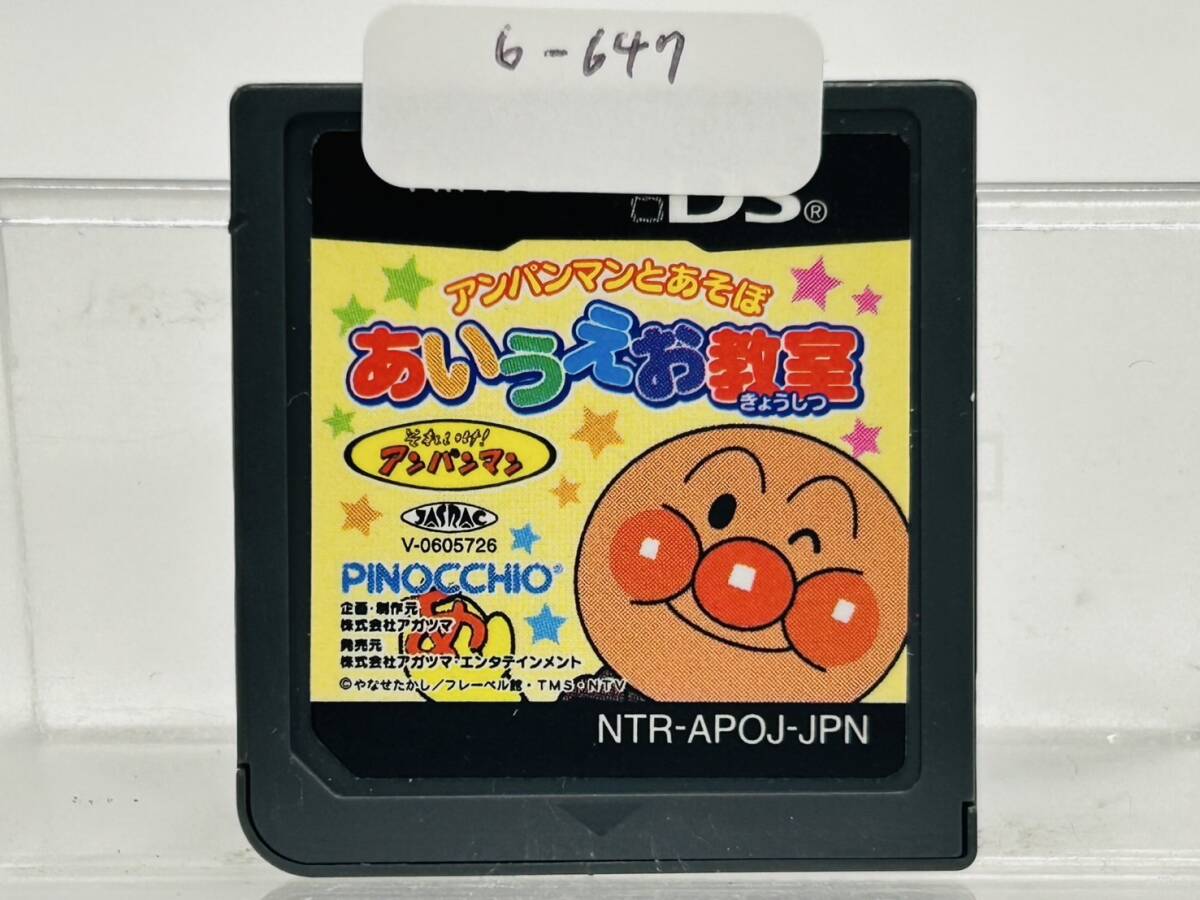 6-647
DS®
アンパンマンとあそぼ
あいうえお教室
きょうしつ
それいけ!
アンパンマン
JASRAC
V-0605726
PINOCCHIO®
企画・制作元
株式会社アガツマ
あ
発売元
株式会社アガツマ・エンタテインメント
©やなせたかし/フレーベル館・TMS・NTV
NTR-APOJ-JPN